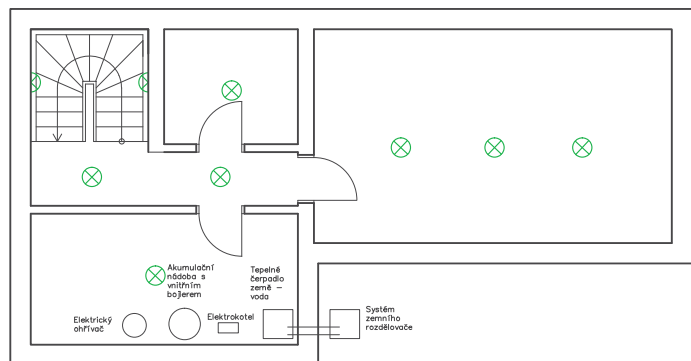 Akumulační
nádoba s
vnitřním
bojlerem
Tepelné
čerpadlo
země –
voda
Elektrický
ohřívač
Elektrokotel
Systém
zemního
rozdělovače